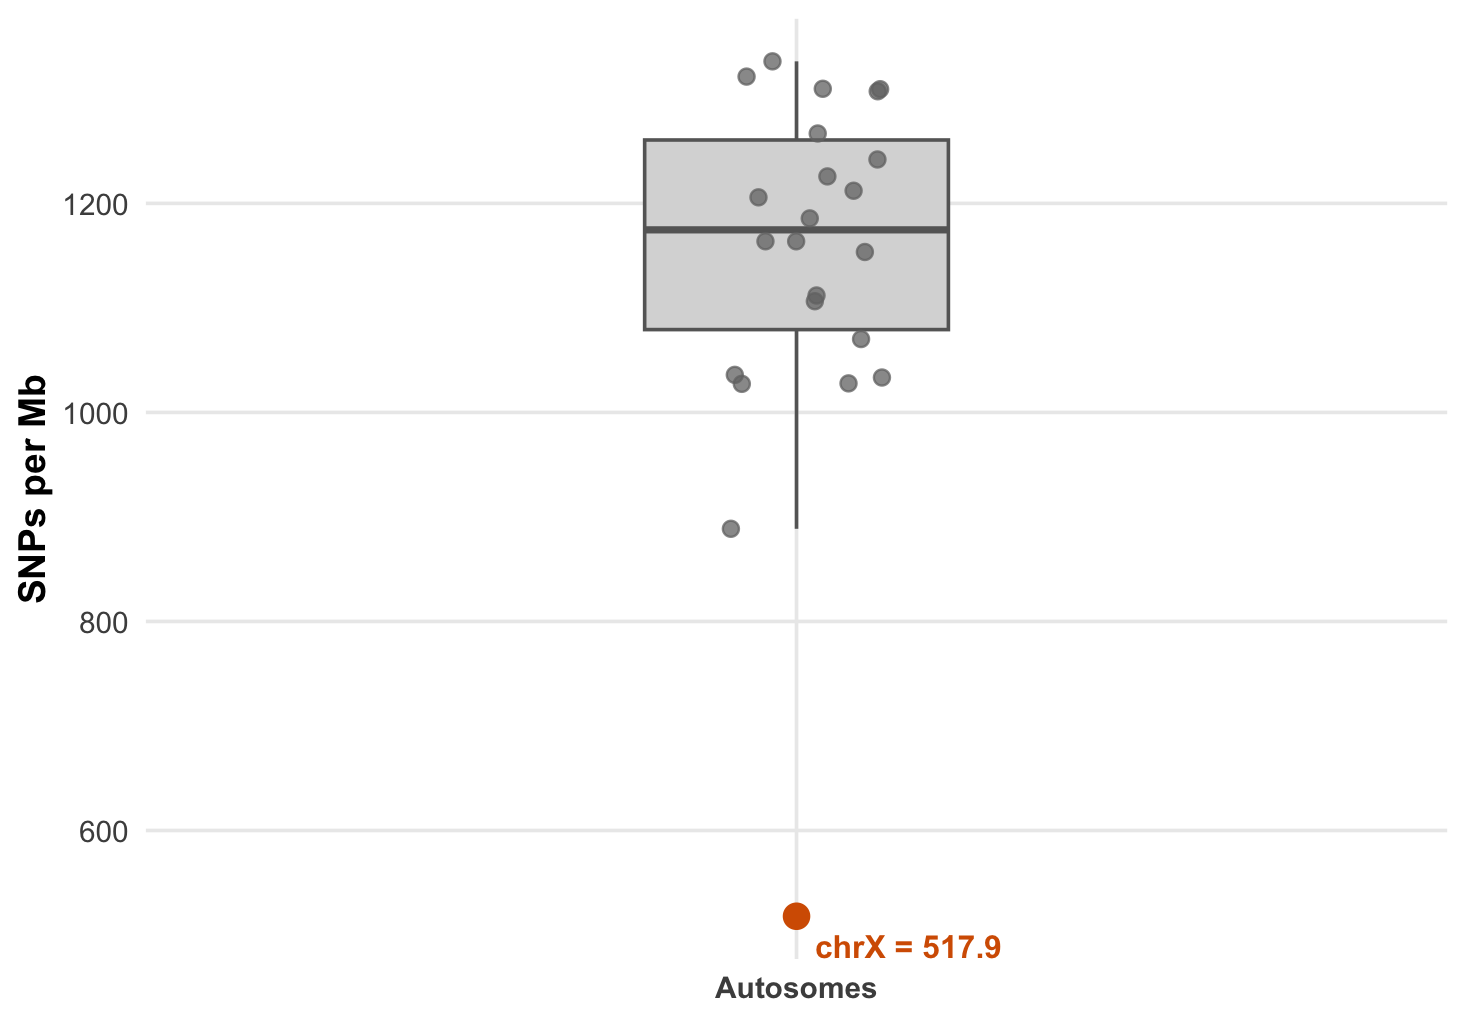 SNPs per Mb
1200
1000
800
600
chrX = 517.9
Autosomes